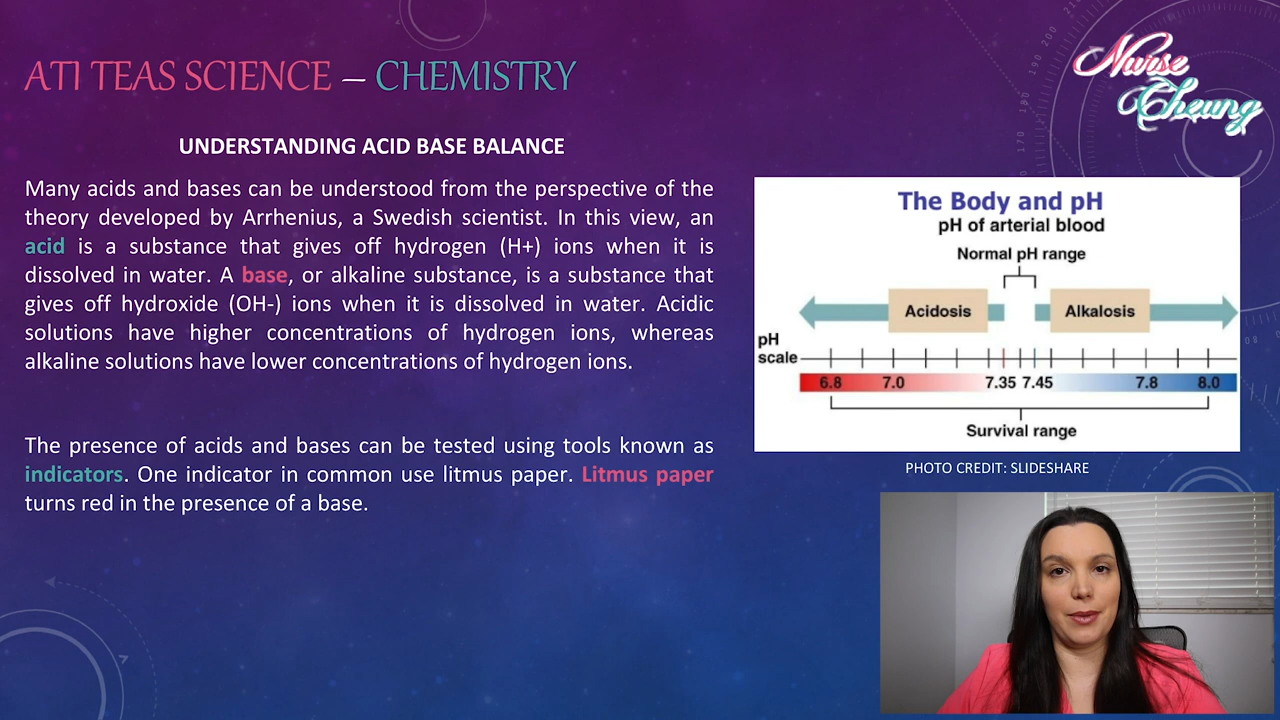 ATI TEAS SCIENCE – CHEMISTRY
Nurse
Cheung
UNDERSTANDING ACID BASE BALANCE
Many acids and bases can be understood from the perspective of the
theory developed by Arrhenius, a Swedish scientist. In this view, an
acid is a substance that gives off hydrogen (H+) ions when it is
dissolved in water. A base, or alkaline substance, is a substance that
gives off hydroxide (OH-) ions when it is dissolved in water. Acidic
solutions have higher concentrations of hydrogen ions, whereas
alkaline solutions have lower concentrations of hydrogen ions.
The presence of acids and bases can be tested using tools known as
indicators. One indicator in common use litmus paper. Litmus paper
turns red in the presence of a base.
The Body and pH
pH of arterial blood
Normal pH range
Acidosis Alkalosis
pH
scale
6.8 7.0 7.35 7.45 7.8 8.0
Survival range
PHOTO CREDIT: SLIDESHARE